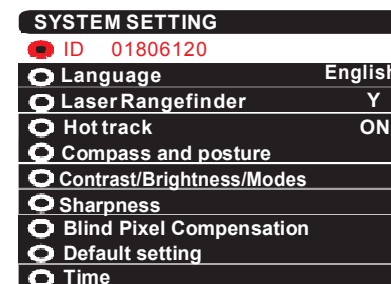 SYSTEM SETTING
ID 01806120
Language English
Laser Rangefinder Y
Hot track ON
Compass and posture
Contrast/Brightness/Modes
Sharpness
Blind Pixel Compensation
Default setting
Time